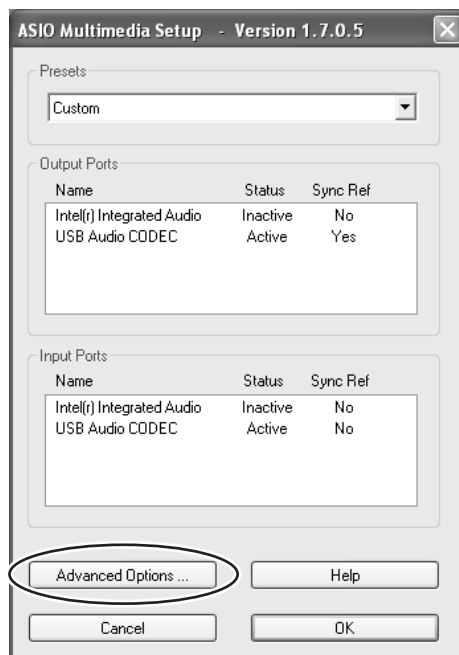 ASIO Multimedia Setup - Version 1.7.0.5
Presets
Custom
Output Ports
Name Status Sync Ref
Intel(r) Integrated Audio Inactive No
USB Audio CODEC Active Yes
Input Ports
Name Status Sync Ref
Intel(r) Integrated Audio Inactive No
USB Audio CODEC Active No
Advanced Options ... Help
Cancel OK